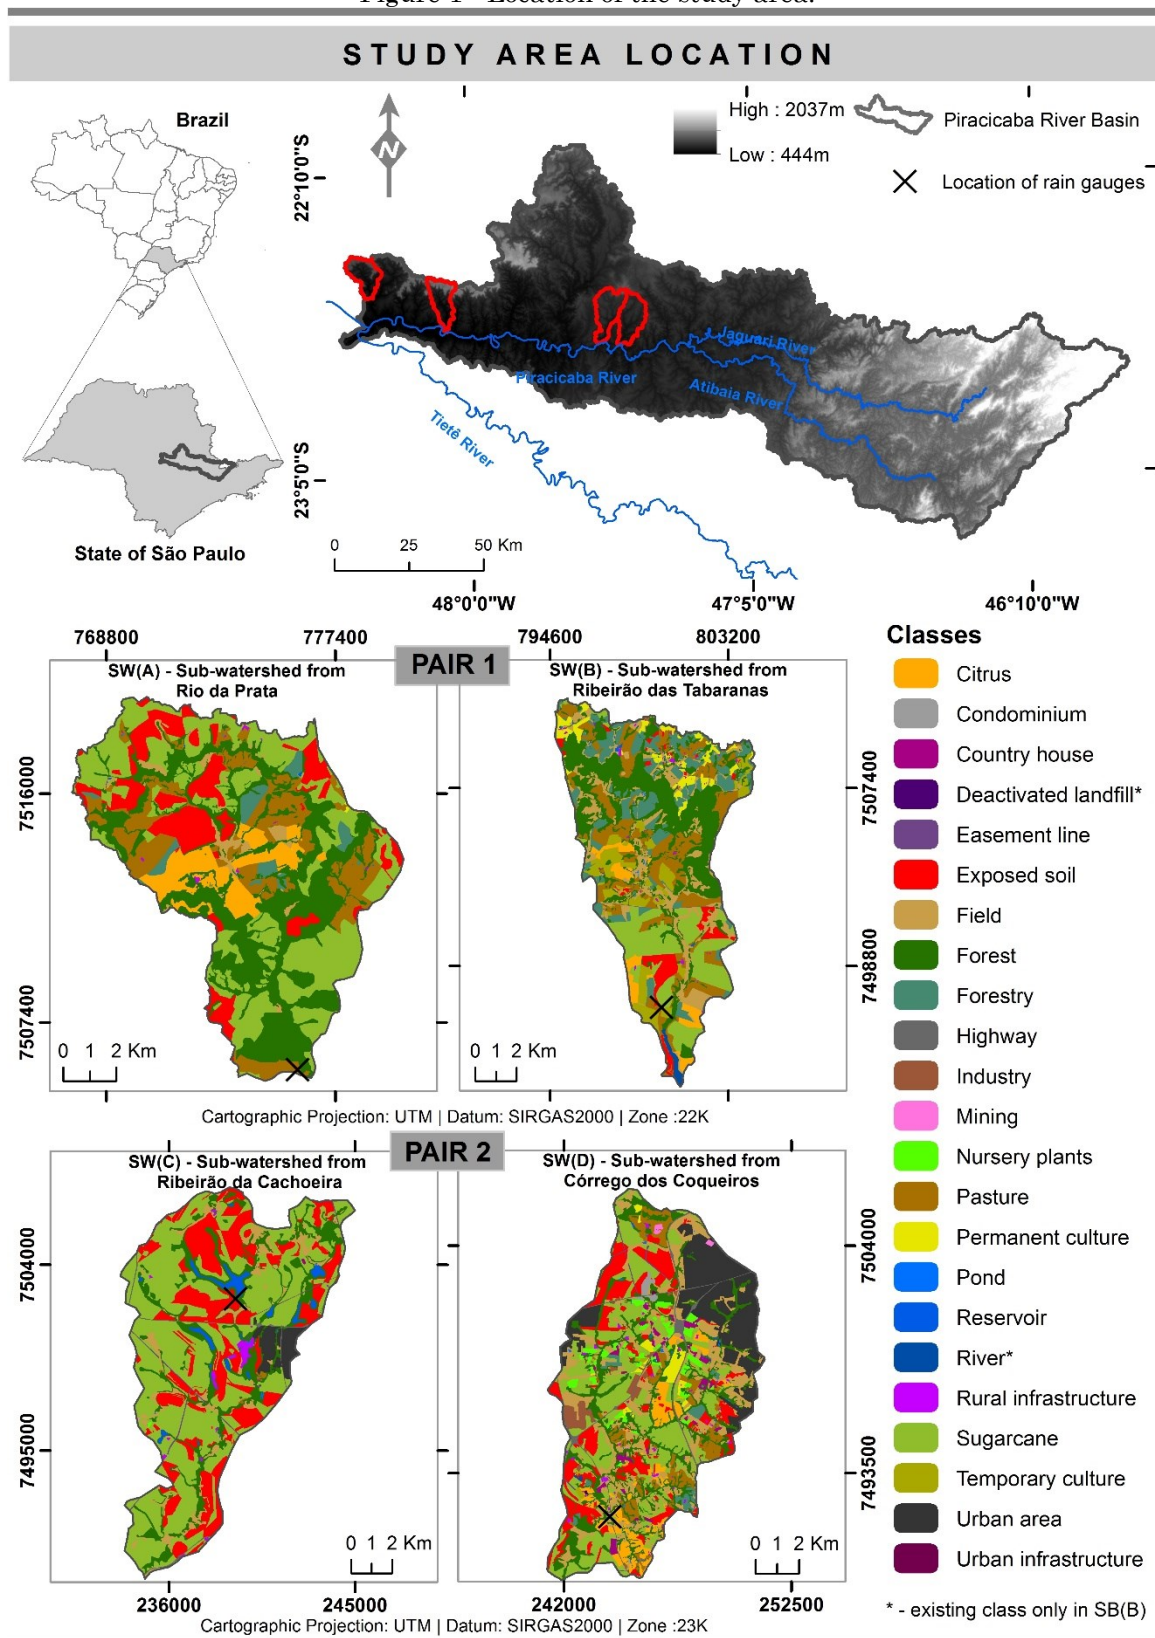 Figure 1 - Location of the study area.
STUDY AREA LOCATION
Brazil
High : 2037m
Low : 444m
Piracicaba River Basin
Location of rain gauges
N
22°10'0"S
23°5'0"S
Jaguari River
Piracicaba River
Atibaia River
Tietê River
State of São Paulo
0 25 50 Km
48°0'0"W 47°5'0"W 46°10'0"W
768800 777400
794600 803200
PAIR 1
SW(A) - Sub-watershed from
Rio da Prata
7516000
7507400
0 1 2 Km
SW(B) - Sub-watershed from
Ribeirão das Tabaranas
7507400
7498800
0 1 2 Km
Cartographic Projection: UTM | Datum: SIRGAS2000 | Zone :22K
PAIR 2
SW(C) - Sub-watershed from
Ribeirão da Cachoeira
7504000
7495000
0 1 2 Km
236000 245000
SW(D) - Sub-watershed from
Córrego dos Coqueiros
7504000
7493500
0 1 2 Km
242000 252500
Cartographic Projection: UTM | Datum: SIRGAS2000 | Zone :23K
Classes
Citrus
Condominium
Country house
Deactivated landfill*
Easement line
Exposed soil
Field
Forest
Forestry
Highway
Industry
Mining
Nursery plants
Pasture
Permanent culture
Pond
Reservoir
River*
Rural infrastructure
Sugarcane
Temporary culture
Urban area
Urban infrastructure
* - existing class only in SB(B)